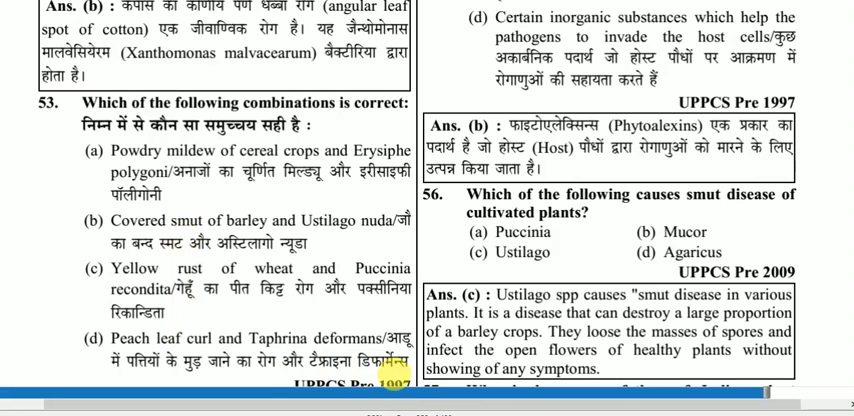 Ans. (b) : कपास का कोणीय पर्ण धब्बा रोग (angular leaf
spot of cotton) एक जीवाण्विक रोग है। यह जैन्थोमोनास
मालवेसियेरम (Xanthomonas malvacearum) बैक्टीरिया द्वारा
होता है।
53. Which of the following combinations is correct:
निम्न में से कौन सा समुच्चय सही है :
(a) Powdry mildew of cereal crops and Erysiphe
polygoni/अनाजों का चूर्णित मिल्ड्यू और इरीसाइफी
पॉलीगोनी
(b) Covered smut of barley and Ustilago nuda/जौ
का बन्द स्मट और अस्टिलागो न्यूडा
(c) Yellow rust of wheat and Puccinia
recondita/गेहूँ का पीत किट्ट रोग और पक्सीनिया
रिकान्डिता
(d) Peach leaf curl and Taphrina deformans/आडू
में पत्तियों के मुड़ जाने का रोग और टैफ्राइना डिफार्मेन्स
UPPCS Pre 1997
(d) Certain inorganic substances which help the
pathogens to invade the host cells/कुछ
अकार्बनिक पदार्थ जो होस्ट पौधों पर आक्रमण में
रोगाणुओं की सहायता करते हैं
UPPCS Pre 1997
Ans. (b) : फाइटोएलेक्सिन्स (Phytoalexins) एक प्रकार का
पदार्थ है जो होस्ट (Host) पौधों द्वारा रोगाणुओं को मारने के लिए
उत्पन्न किया जाता है।
56. Which of the following causes smut disease of
cultivated plants?
(a) Puccinia (b) Mucor
(c) Ustilago (d) Agaricus
UPPCS Pre 2009
Ans. (c) : Ustilago spp causes "smut disease in various
plants. It is a disease that can destroy a large proportion
of a barley crops. They loose the masses of spores and
infect the open flowers of healthy plants without
showing of any symptoms.